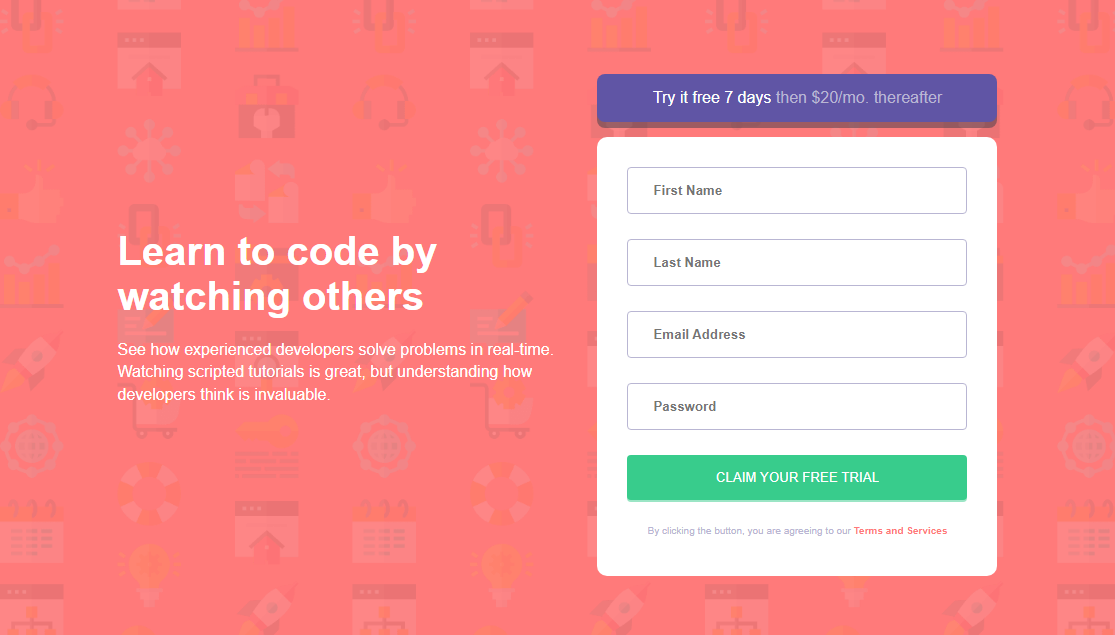 Learn to code by
watching others
See how experienced developers solve problems in real-time.
Watching scripted tutorials is great, but understanding how
developers think is invaluable.
Try it free 7 days then $20/mo. thereafter
First Name
Last Name
Email Address
Password
CLAIM YOUR FREE TRIAL
By clicking the button, you are agreeing to our Terms and Services